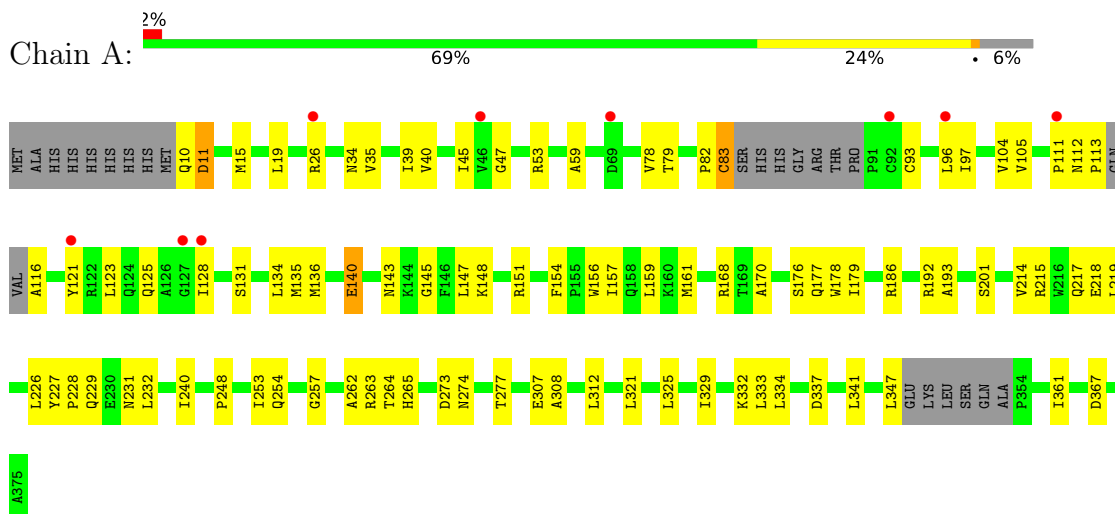 2%
Chain A:
69% 24% • 6%
MET ALA HIS HIS HIS HIS HIS HIS MET Q10 D11 M15 L19 R26 N34 V35 I39 V40 I45 V46 G47 R53 A59 D69 V78 T79 P82 C83 SER HIS HIS GLY ARG THR PRO P91 C92 C93 L96 I97 V104 V105 P111 N112 P113 GLN
VAL A116 Y121 R122 L123 Q124 Q125 A126 G127 I128 S131 L134 M135 M136 E140 N143 K144 G145 F146 L147 K148 R151 F154 P155 W156 I157 Q158 L159 K160 M161 R168 T169 A170 S176 Q177 W178 I179 R186 R192 A193 S201 V214 R215 W216 Q217 E218 L219
L226 Y227 P228 Q229 E230 N231 L232 I240 P248 I253 Q254 G257 A262 R263 T264 H265 D273 N274 T277 E307 A308 L312 L321 L325 I329 K332 L333 L334 D337 L341 L347 GLU LYS LEU SER GLN ALA P354 I361 D367
A375